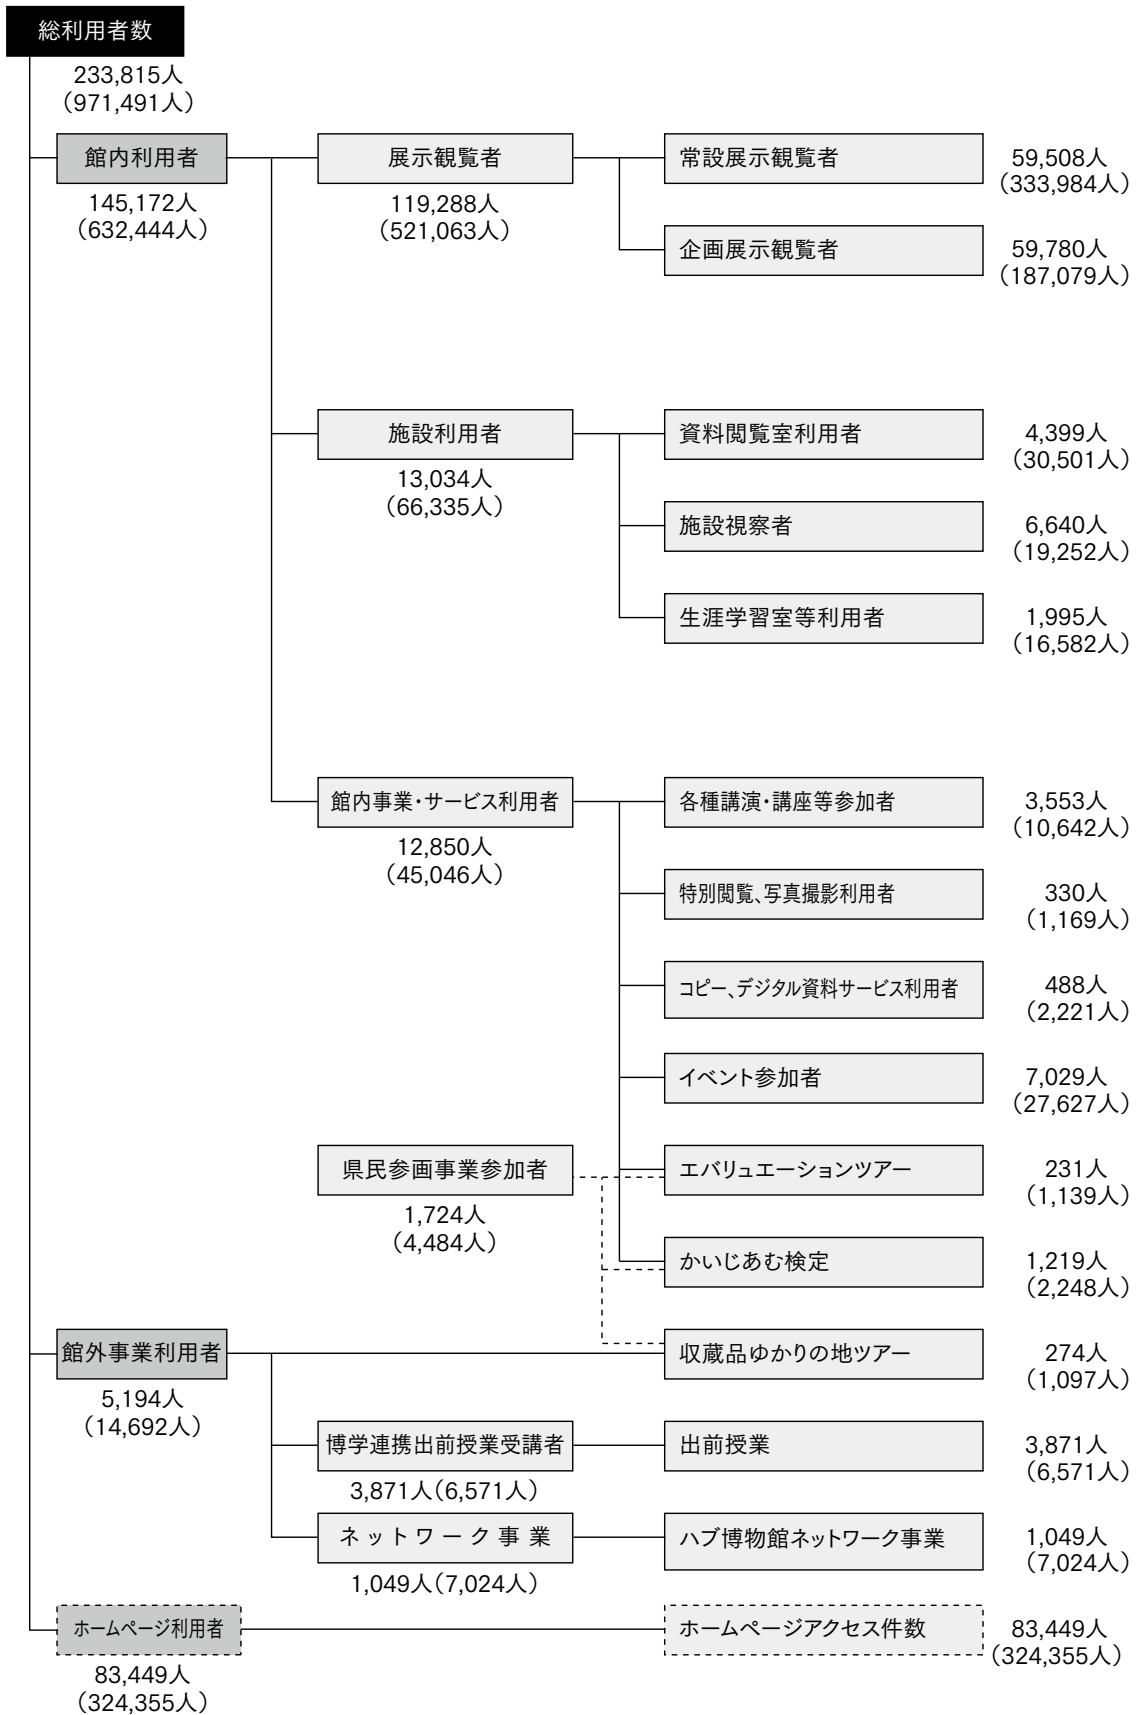 総利用者数
233,815人
（971,491人）
館内利用者
145,172人
（632,444人）
展示観覧者
119,288人
（521,063人）
常設展示観覧者
59,508人
（333,984人）
企画展示観覧者
59,780人
（187,079人）
施設利用者
13,034人
（66,335人）
資料閲覧室利用者
4,399人
（30,501人）
施設視察者
6,640人
（19,252人）
生涯学習室等利用者
1,995人
（16,582人）
館内事業・サービス利用者
12,850人
（45,046人）
各種講演・講座等参加者
3,553人
（10,642人）
特別閲覧、写真撮影利用者
330人
（1,169人）
コピー、デジタル資料サービス利用者
488人
（2,221人）
イベント参加者
7,029人
（27,627人）
県民参画事業参加者
1,724人
（4,484人）
エバリュエーションツアー
231人
（1,139人）
かいじあむ検定
1,219人
（2,248人）
館外事業利用者
5,194人
（14,692人）
収蔵品ゆかりの地ツアー
274人
（1,097人）
博学連携出前授業受講者
3,871人（6,571人）
出前授業
3,871人
（6,571人）
ネットワーク事業
1,049人（7,024人）
ハブ博物館ネットワーク事業
1,049人
（7,024人）
ホームページ利用者
83,449人
（324,355人）
ホームページアクセス件数
83,449人
（324,355人）